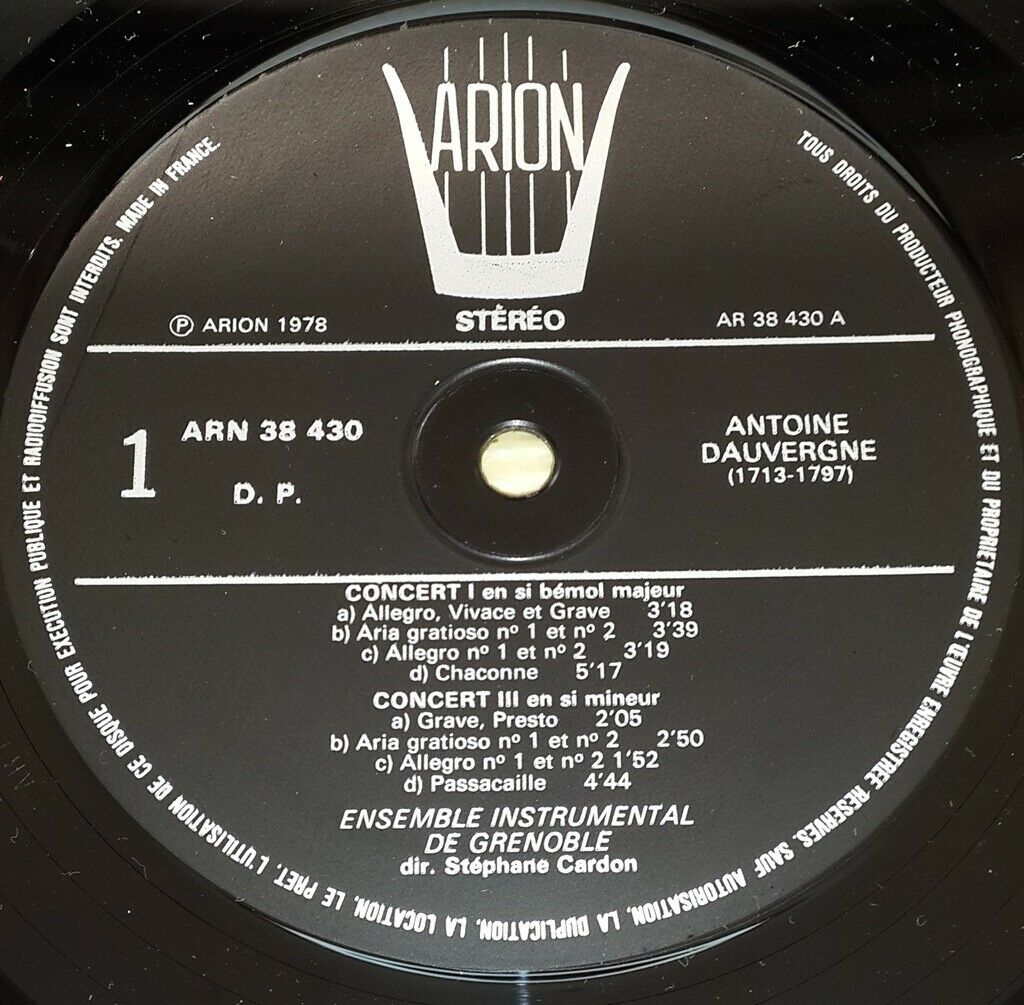 ARION
STÉRÉO
Ⓟ ARION 1978
AR 38 430 A
1
ARN 38 430
D. P.
ANTOINE
DAUVERGNE
(1713-1797)
CONCERT I en si bémol majeur
a) Allegro, Vivace et Grave 3'18
b) Aria gratioso nº 1 et nº 2 3'39
c) Allegro nº 1 et nº 2 3'19
d) Chaconne 5'17
CONCERT III en si mineur
a) Grave, Presto 2'05
b) Aria gratioso nº 1 et nº 2 2'50
c) Allegro nº 1 et nº 2 1'52
d) Passacaille 4'44
ENSEMBLE INSTRUMENTAL
DE GRENOBLE
dir. Stéphane Cardon
TOUS DROITS DU PRODUCTEUR PHONOGRAPHIQUE ET DU PROPRIETAIRE DE L'ŒUVRE ENREGISTREE RESERVES. SAUF AUTORISATION, LA DUPLICATION, LA LOCATION, LE PRET, L'UTILISATION DE CE DISQUE POUR EXECUTION PUBLIQUE ET RADIODIFFUSION SONT INTERDITS. MADE IN FRANCE.